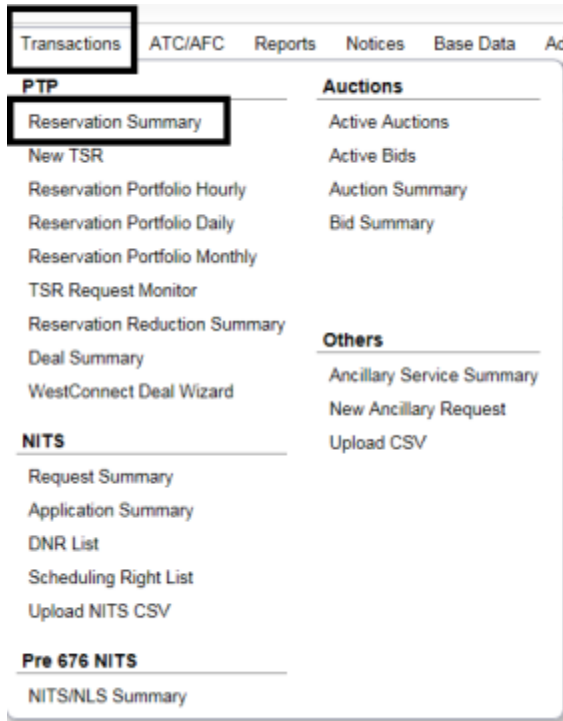 Transactions ATC/AFC Reports Notices Base Data
PTP
Reservation Summary
New TSR
Reservation Portfolio Hourly
Reservation Portfolio Daily
Reservation Portfolio Monthly
TSR Request Monitor
Reservation Reduction Summary
Deal Summary
WestConnect Deal Wizard
NITS
Request Summary
Application Summary
DNR List
Scheduling Right List
Upload NITS CSV
Pre 676 NITS
NITS/NLS Summary
Auctions
Active Auctions
Active Bids
Auction Summary
Bid Summary
Others
Ancillary Service Summary
New Ancillary Request
Upload CSV